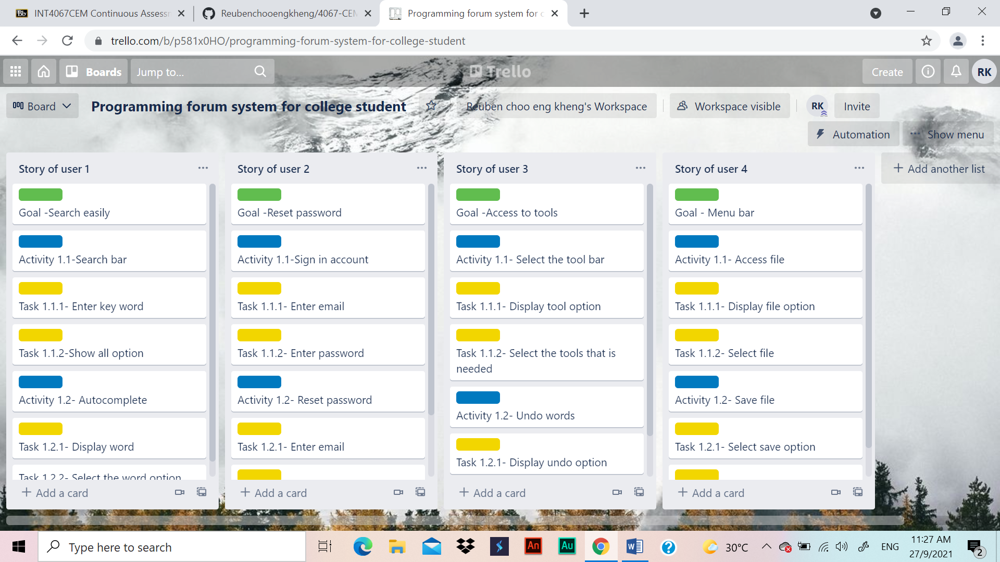 INT4067CEM Continuous Assessm
Reubenchooengkheng/4067-CEM
Programming forum system for c
trello.com/b/p581x0HO/programming-forum-system-for-college-student
Boards
Jump to...
Trello
Create
RK
Board
Programming forum system for college student
Reuben choo eng kheng's Workspace
Workspace visible
RK
Invite
Automation
Show menu
Story of user 1
Goal -Search easily
Activity 1.1-Search bar
Task 1.1.1- Enter key word
Task 1.1.2-Show all option
Activity 1.2- Autocomplete
Task 1.2.1- Display word
Task 1.2.2- Select the word option
Add a card
Story of user 2
Goal -Reset password
Activity 1.1-Sign in account
Task 1.1.1- Enter email
Task 1.1.2- Enter password
Activity 1.2- Reset password
Task 1.2.1- Enter email
Add a card
Story of user 3
Goal -Access to tools
Activity 1.1- Select the tool bar
Task 1.1.1- Display tool option
Task 1.1.2- Select the tools that is
needed
Activity 1.2- Undo words
Task 1.2.1- Display undo option
Add a card
Story of user 4
Goal - Menu bar
Activity 1.1- Access file
Task 1.1.1- Display file option
Task 1.1.2- Select file
Activity 1.2- Save file
Task 1.2.1- Select save option
Add a card
Add another list
Type here to search
An
Au
30°C
ENG
11:27 AM
27/9/2021
2